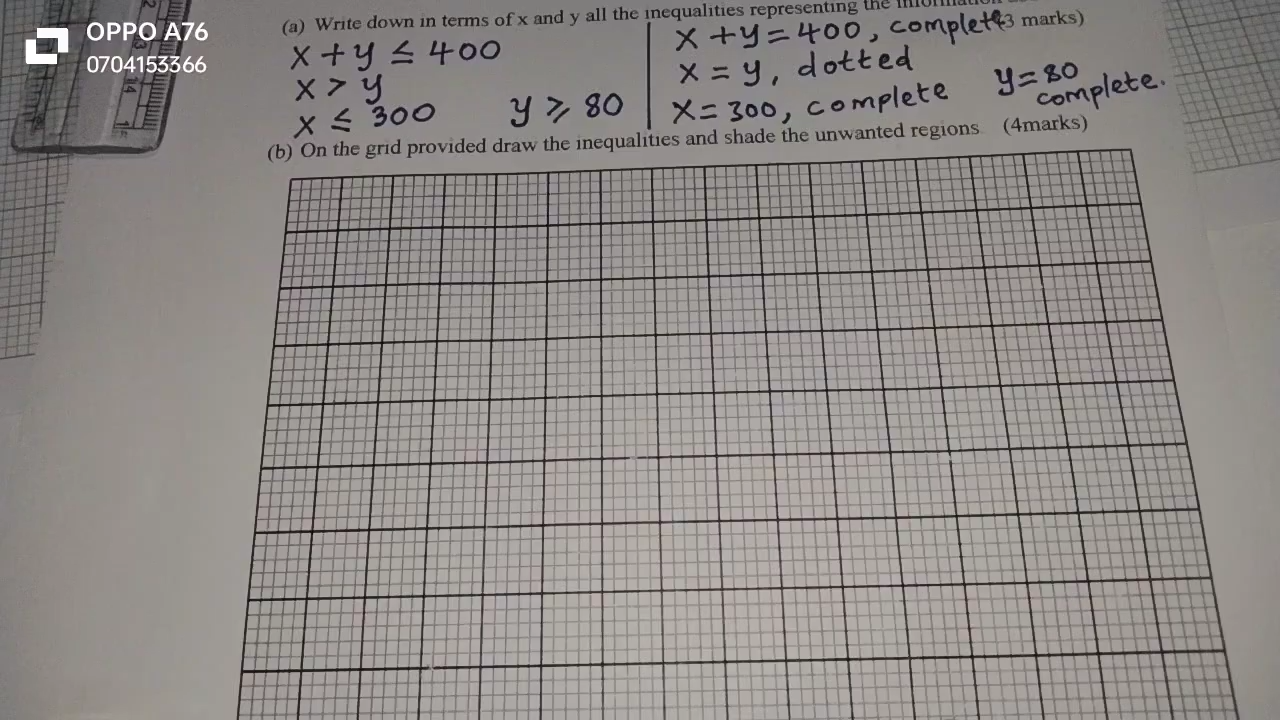 OPPO A76
0704153366
(a) Write down in terms of x and y all the inequalities representing the
x + y ≤ 400
x > y
x ≤ 300 y ≥ 80
x + y = 400, complete 3 marks)
x = y, dotted
x = 300, complete
y = 80
complete.
(b) On the grid provided draw the inequalities and shade the unwanted regions (4marks)